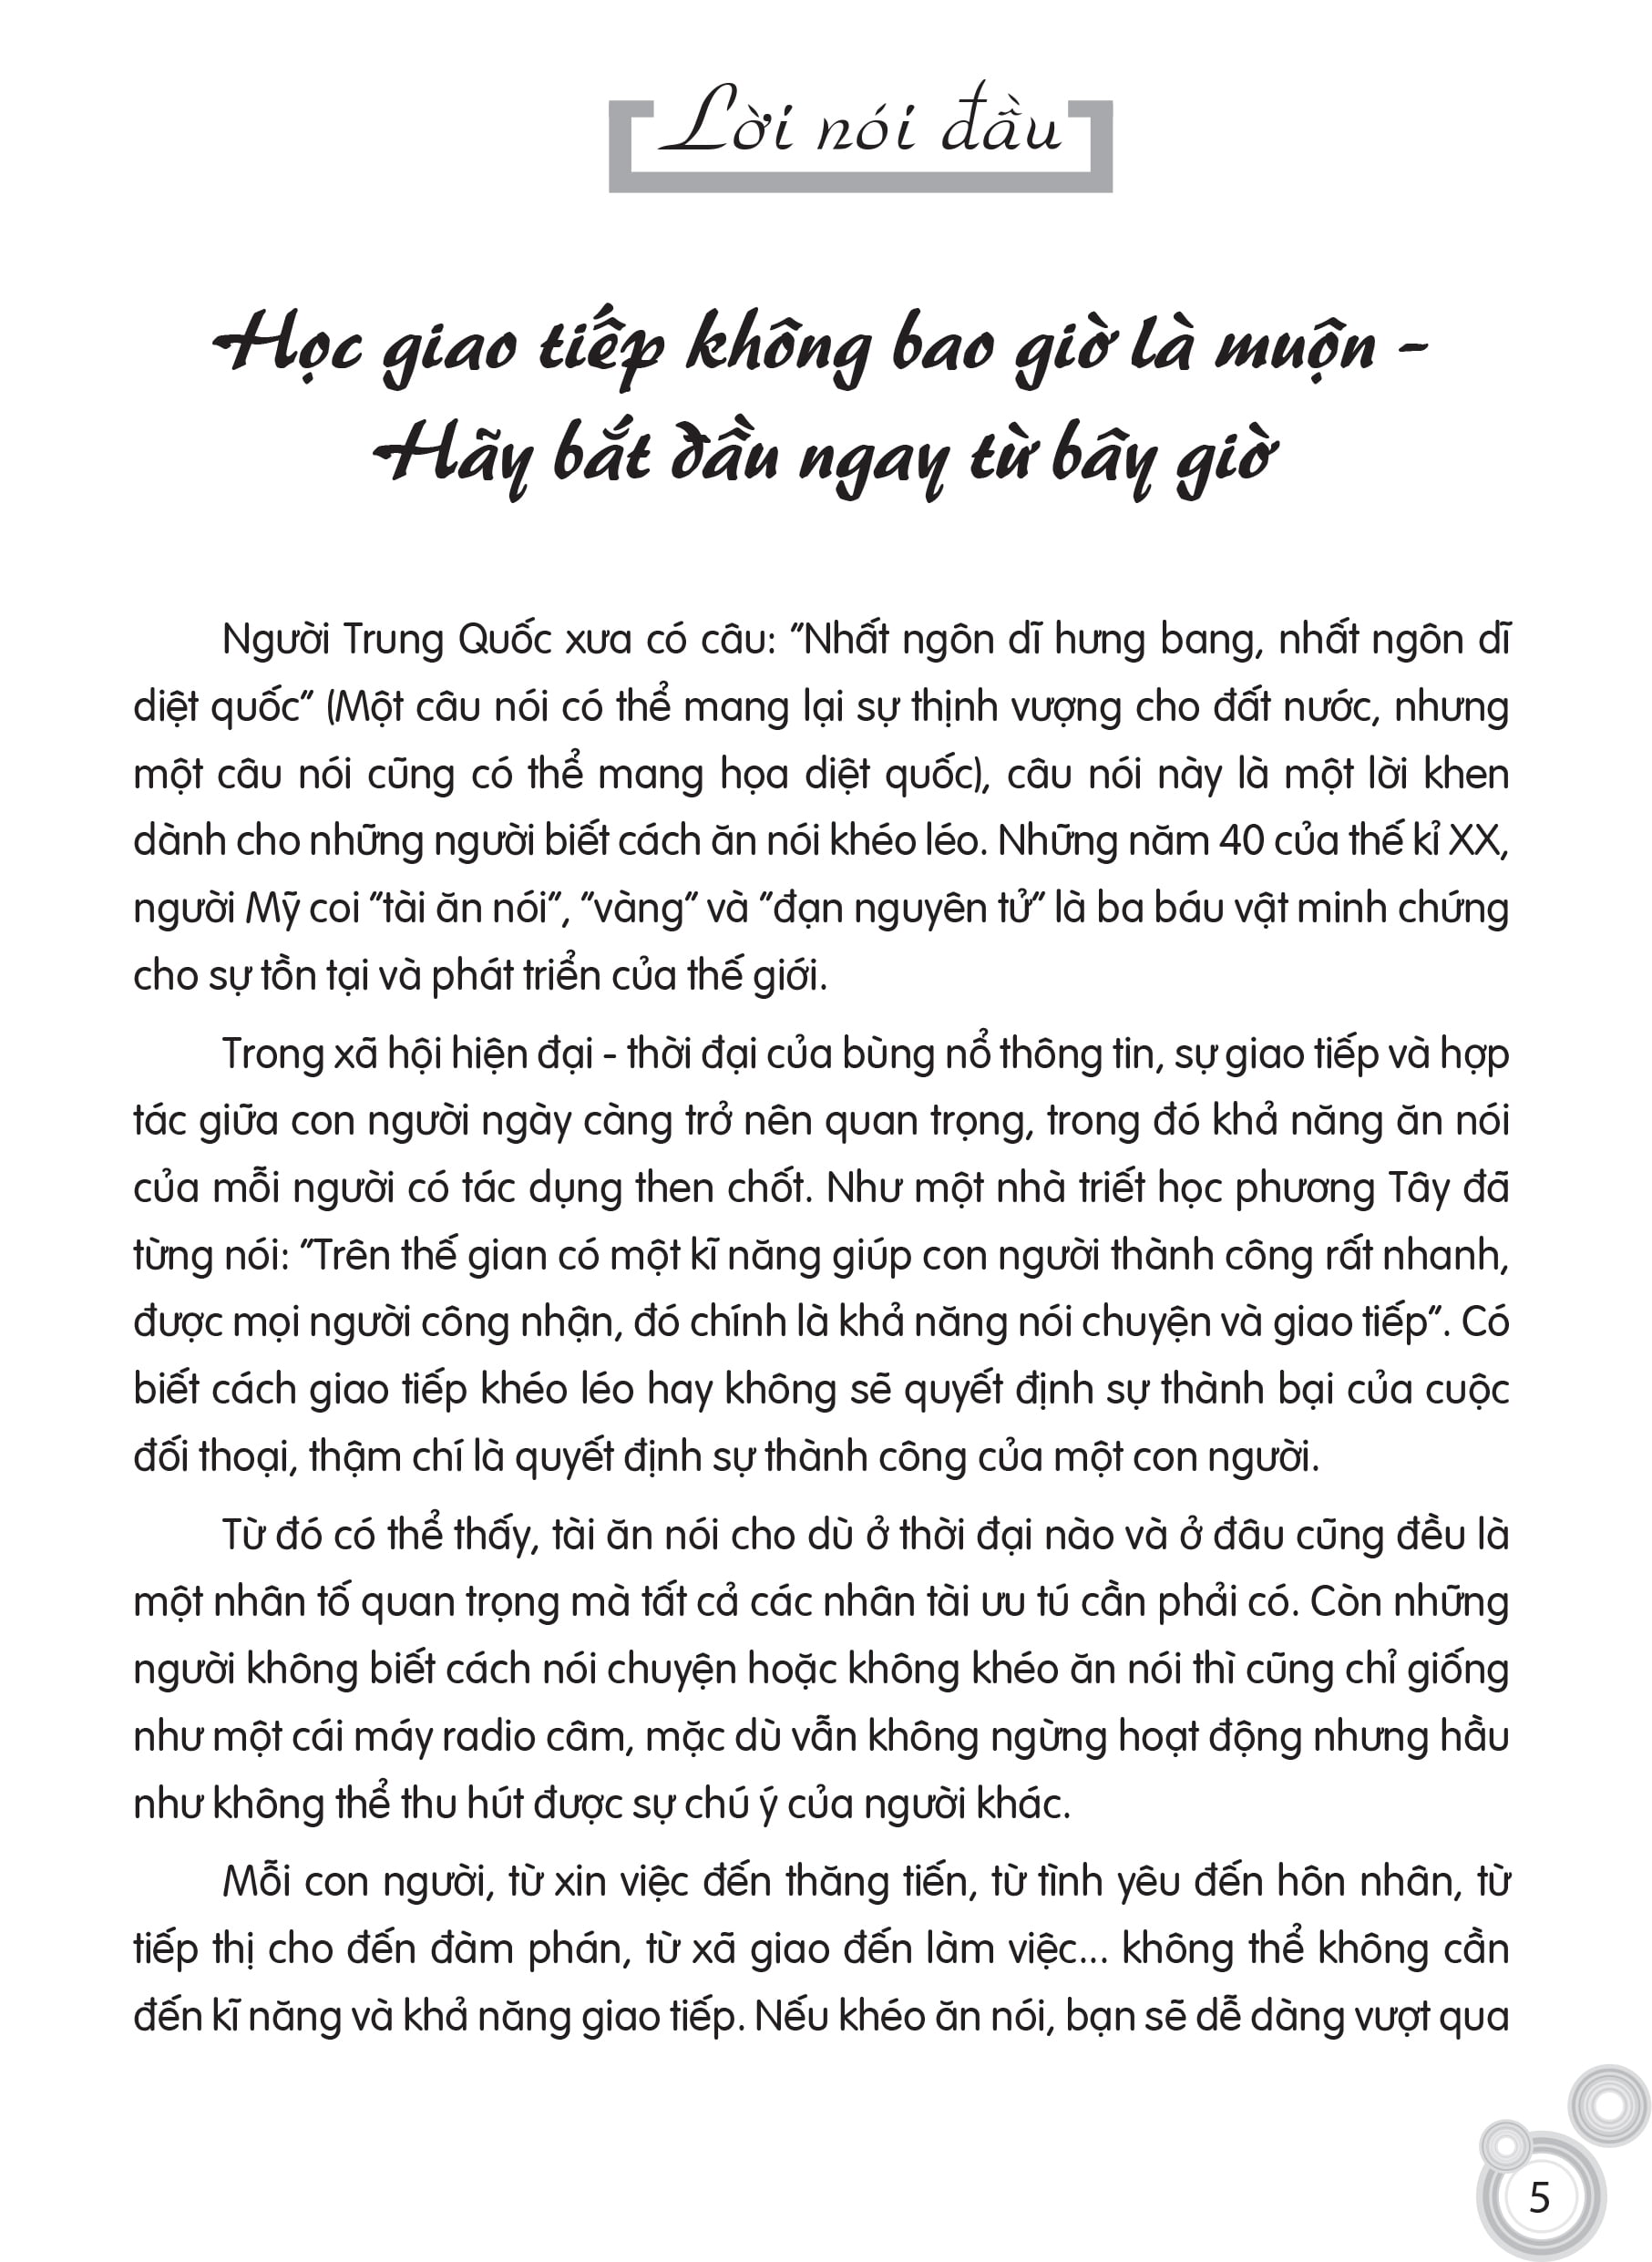 Lời nói đầu
Học giao tiếp không bao giờ là muộn -
Hãy bắt đầu ngay từ bây giờ
Người Trung Quốc xưa có câu: "Nhất ngôn dĩ hưng bang, nhất ngôn dĩ
diệt quốc" (Một câu nói có thể mang lại sự thịnh vượng cho đất nước, nhưng
một câu nói cũng có thể mang họa diệt quốc), câu nói này là một lời khen
dành cho những người biết cách ăn nói khéo léo. Những năm 40 của thế kỉ XX,
người Mỹ coi "tài ăn nói", "vàng" và "đạn nguyên tử" là ba báu vật minh chứng
cho sự tồn tại và phát triển của thế giới.
Trong xã hội hiện đại - thời đại của bùng nổ thông tin, sự giao tiếp và hợp
tác giữa con người ngày càng trở nên quan trọng, trong đó khả năng ăn nói
của mỗi người có tác dụng then chốt. Như một nhà triết học phương Tây đã
từng nói: "Trên thế gian có một kĩ năng giúp con người thành công rất nhanh,
được mọi người công nhận, đó chính là khả năng nói chuyện và giao tiếp". Có
biết cách giao tiếp khéo léo hay không sẽ quyết định sự thành bại của cuộc
đối thoại, thậm chí là quyết định sự thành công của một con người.
Từ đó có thể thấy, tài ăn nói cho dù ở thời đại nào và ở đâu cũng đều là
một nhân tố quan trọng mà tất cả các nhân tài ưu tú cần phải có. Còn những
người không biết cách nói chuyện hoặc không khéo ăn nói thì cũng chỉ giống
như một cái máy radio câm, mặc dù vẫn không ngừng hoạt động nhưng hầu
như không thể thu hút được sự chú ý của người khác.
Mỗi con người, từ xin việc đến thăng tiến, từ tình yêu đến hôn nhân, từ
tiếp thị cho đến đàm phán, từ xã giao đến làm việc... không thể không cần
đến kĩ năng và khả năng giao tiếp. Nếu khéo ăn nói, bạn sẽ dễ dàng vượt qua
5